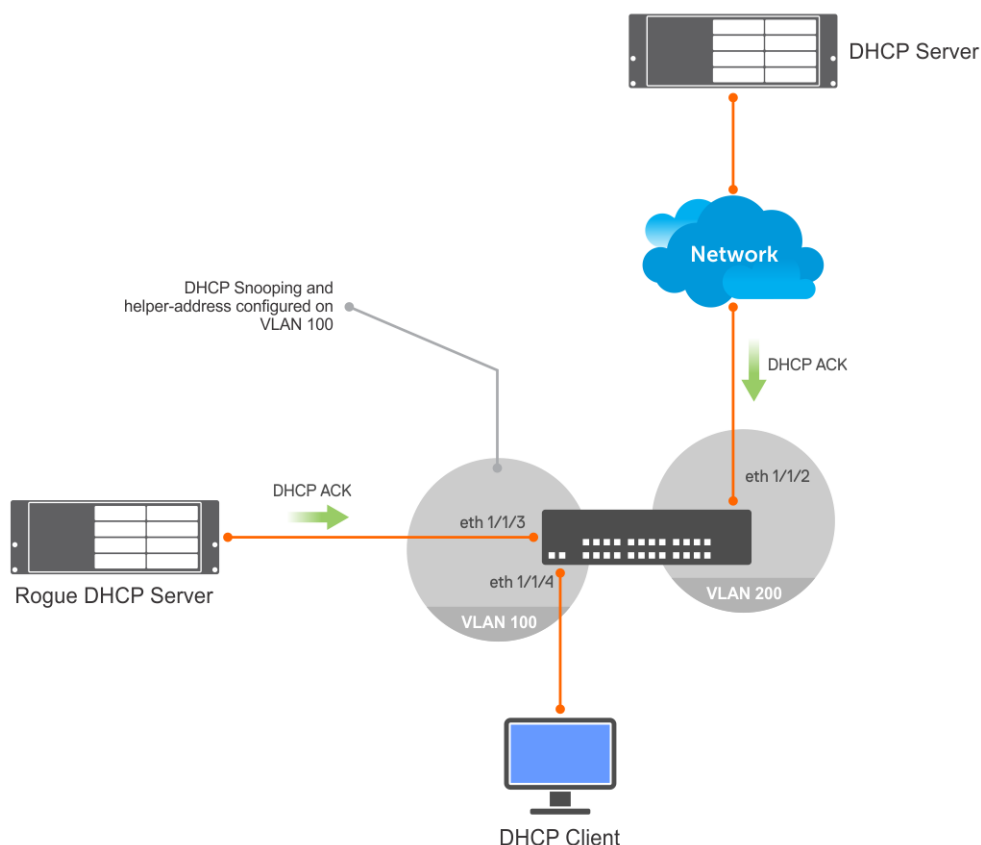 DHCP Server
Network
DHCP Snooping and
helper-address configured on
VLAN 100
DHCP ACK
eth 1/1/2
DHCP ACK
eth 1/1/3
eth 1/1/4
Rogue DHCP Server
VLAN 200
VLAN 100
DHCP Client